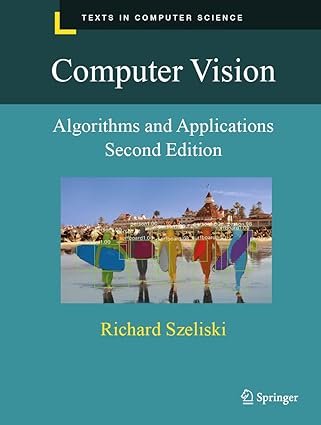 TEXTS IN COMPUTER SCIENCE
Computer Vision
Algorithms and Applications
Second Edition
Richard Szeliski
Springer